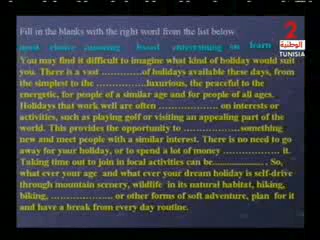 Fill in the blanks with the right word from the list below.
most choice amusing based entertaining on learn
2
الوطنية
TUNISIA
You may find it difficult to imagine what kind of holiday would suit
you. There is a vast …………..of holidays available these days, from
the simplest to the …………….luxurious, the peaceful to the
energetic, for people of a similar age and for people of all ages.
Holidays that work well are often ………………. on interests or
activities, such as playing golf or visiting an appealing part of the
world. This provides the opportunity to ………………something
new and meet people with a similar interest. There is no need to go
away for your holiday, or to spend a lot of money …………….. it.
Taking time out to join in local activities can be................ . So,
what ever your age and what ever your dream holiday is self-drive
through mountain scenery, wildlife in its natural habitat, hiking,
biking, ……………….. or other forms of soft adventure, plan for it
and have a break from every day routine.